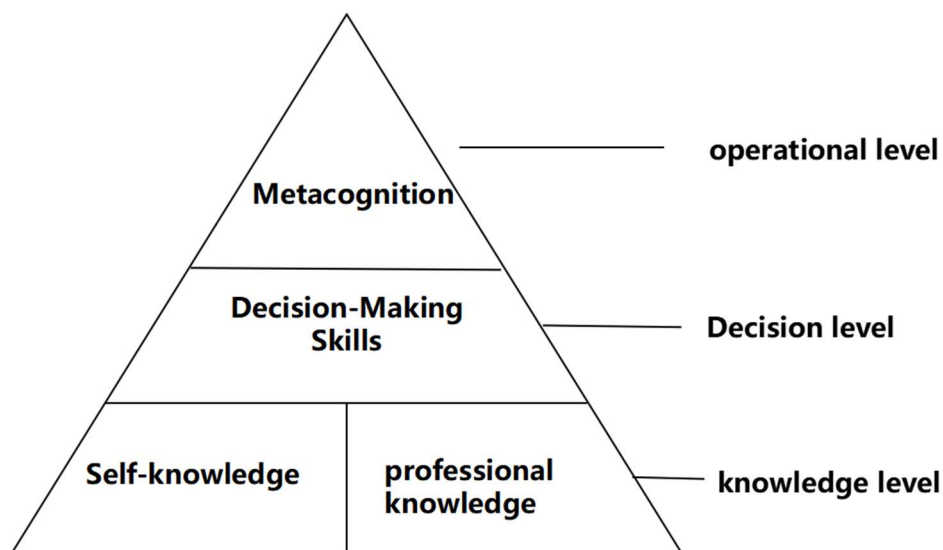 operational level
Metacognition
Decision-Making
Skills
Decision level
Self-knowledge
professional
knowledge
knowledge level